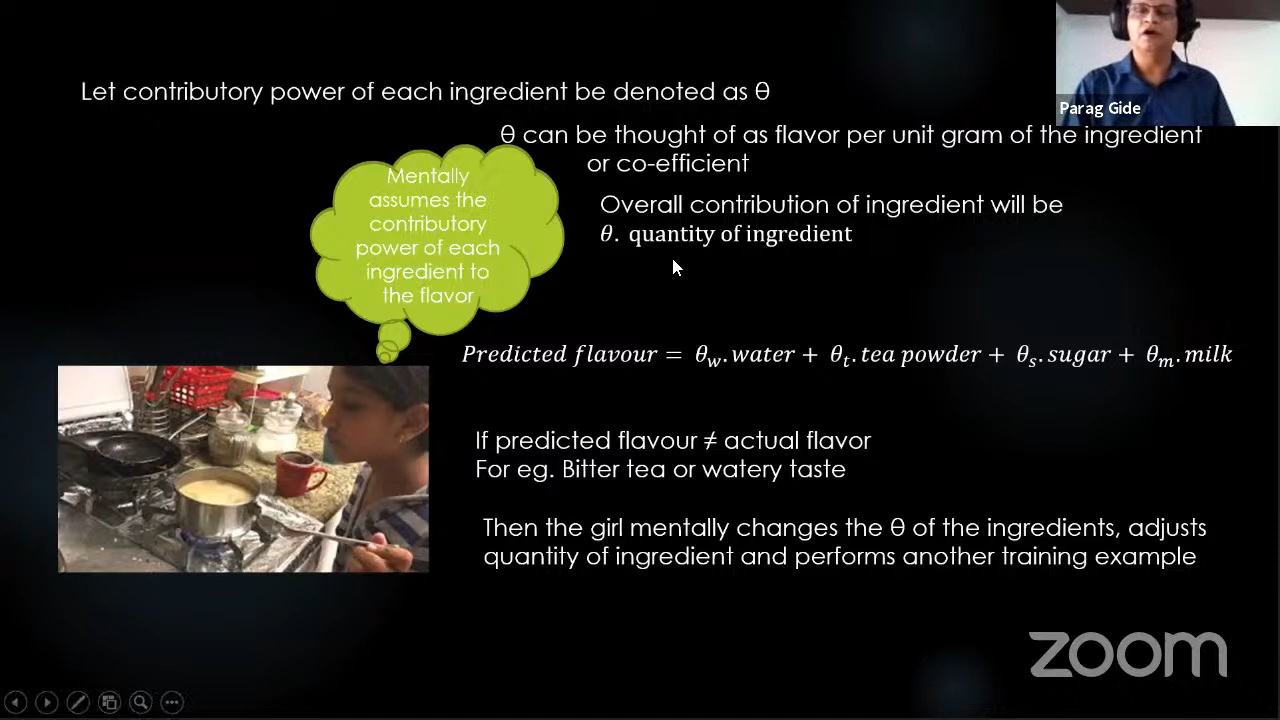 Let contributory power of each ingredient be denoted as θ
Parag Gide
θ can be thought of as flavor per unit gram of the ingredient
or co-efficient
Mentally
assumes the
contributory
power of each
ingredient to
the flavor
Overall contribution of ingredient will be
θ. quantity of ingredient
Predicted flavour = θw.water + θt.tea powder + θs.sugar + θm.milk
If predicted flavour ≠ actual flavor
For eg. Bitter tea or watery taste
Then the girl mentally changes the θ of the ingredients, adjusts
quantity of ingredient and performs another training example
zoom